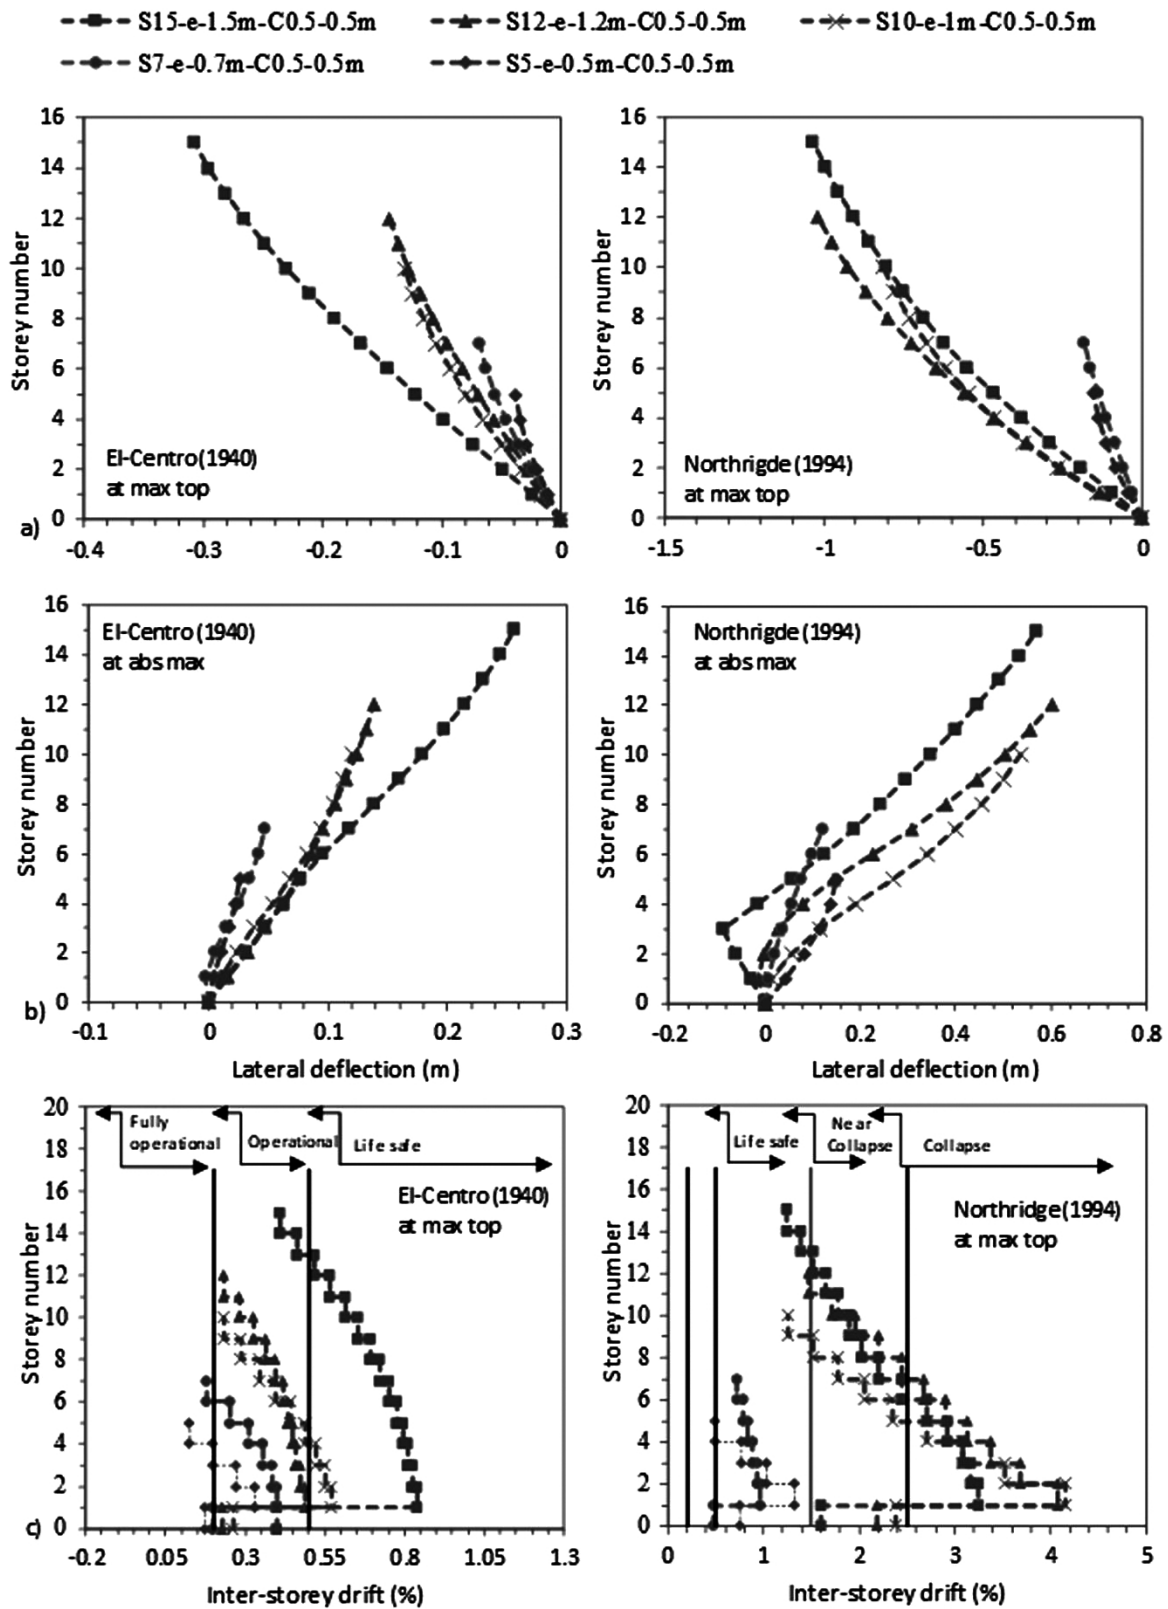 S15-e-1.5m-C0.5-0.5m S12-e-1.2m-C0.5-0.5m S10-e-1m-C0.5-0.5m
S7-e-0.7m-C0.5-0.5m S5-e-0.5m-C0.5-0.5m
a)
Storey number
16
14
12
10
8
6
4
2
0
-0.4 -0.3 -0.2 -0.1 0
El-Centro (1940)
at max top
Storey number
16
14
12
10
8
6
4
2
0
-1.5 -1 -0.5 0
Northrigde (1994)
at max top
b)
Storey number
16
14
12
10
8
6
4
2
0
-0.1 0 0.1 0.2 0.3
Lateral deflection (m)
El-Centro (1940)
at abs max
Storey number
16
14
12
10
8
6
4
2
0
-0.2 0 0.2 0.4 0.6 0.8
Lateral deflection (m)
Northrigde (1994)
at abs max
c)
Storey number
20
18
16
14
12
10
8
6
4
2
0
-0.2 0.05 0.3 0.55 0.8 1.05 1.3
Inter-storey drift (%)
Fully
operational
Operational
Life safe
El-Centro (1940)
at max top
Storey number
20
18
16
14
12
10
8
6
4
2
0
0 1 2 3 4 5
Inter-storey drift (%)
Life safe
Near
Collapse
Collapse
Northridge (1994)
at max top